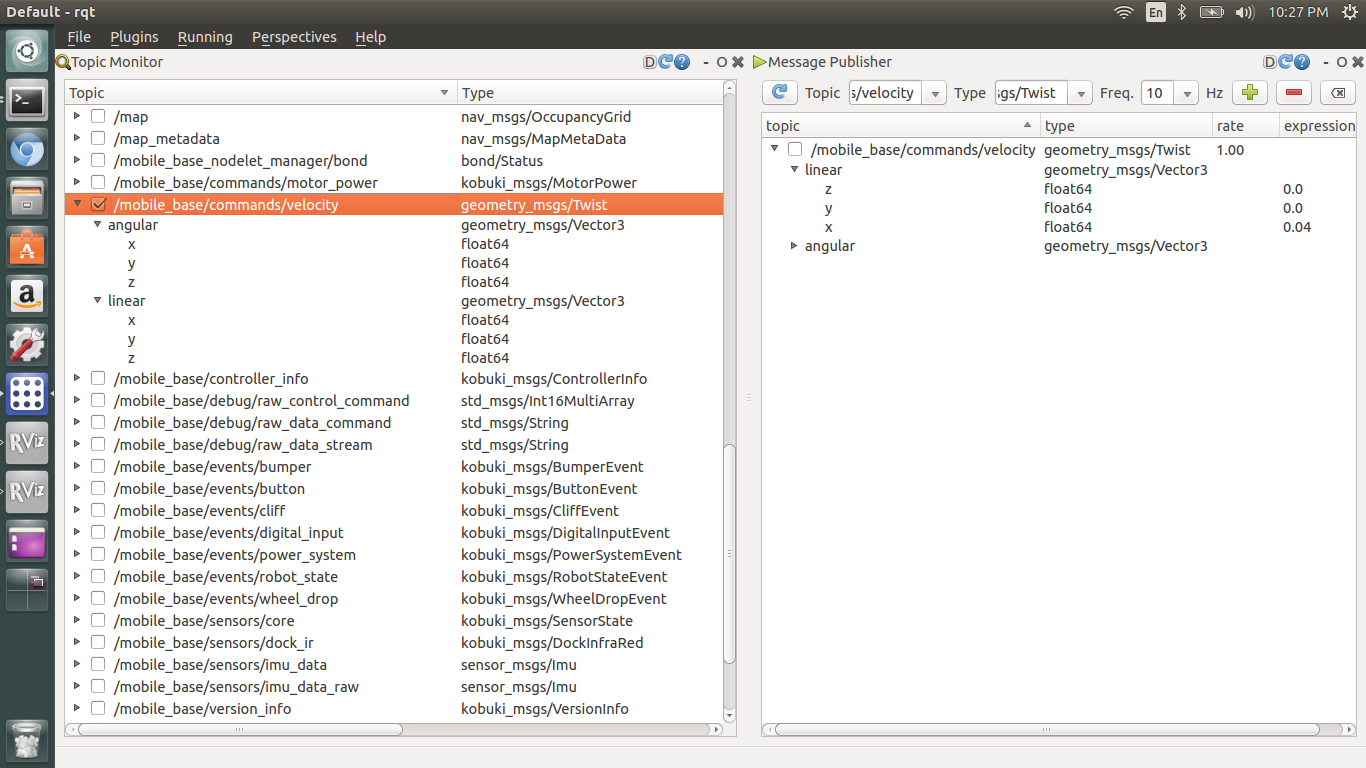 Default - rqt
En
10:27 PM
File Plugins Running Perspectives Help
Topic Monitor
D
?
- O
Topic Type
/map nav_msgs/OccupancyGrid
/map_metadata nav_msgs/MapMetaData
/mobile_base_nodelet_manager/bond bond/Status
/mobile_base/commands/motor_power kobuki_msgs/MotorPower
/mobile_base/commands/velocity geometry_msgs/Twist
angular geometry_msgs/Vector3
x float64
y float64
z float64
linear geometry_msgs/Vector3
x float64
y float64
z float64
/mobile_base/controller_info kobuki_msgs/ControllerInfo
/mobile_base/debug/raw_control_command std_msgs/Int16MultiArray
/mobile_base/debug/raw_data_command std_msgs/String
/mobile_base/debug/raw_data_stream std_msgs/String
/mobile_base/events/bumper kobuki_msgs/BumperEvent
/mobile_base/events/button kobuki_msgs/ButtonEvent
/mobile_base/events/cliff kobuki_msgs/CliffEvent
/mobile_base/events/digital_input kobuki_msgs/DigitalInputEvent
/mobile_base/events/power_system kobuki_msgs/PowerSystemEvent
/mobile_base/events/robot_state kobuki_msgs/RobotStateEvent
/mobile_base/events/wheel_drop kobuki_msgs/WheelDropEvent
/mobile_base/sensors/core kobuki_msgs/SensorState
/mobile_base/sensors/dock_ir kobuki_msgs/DockInfraRed
/mobile_base/sensors/imu_data sensor_msgs/Imu
/mobile_base/sensors/imu_data_raw sensor_msgs/Imu
/mobile_base/version_info kobuki_msgs/VersionInfo
Message Publisher
D
?
- O
Topic s/velocity Type sgs/Twist Freq. 10 Hz
topic type rate expression
/mobile_base/commands/velocity geometry_msgs/Twist 1.00
linear geometry_msgs/Vector3
z float64 0.0
y float64 0.0
x float64 0.04
angular geometry_msgs/Vector3
>_
A
a
RViz
RViz